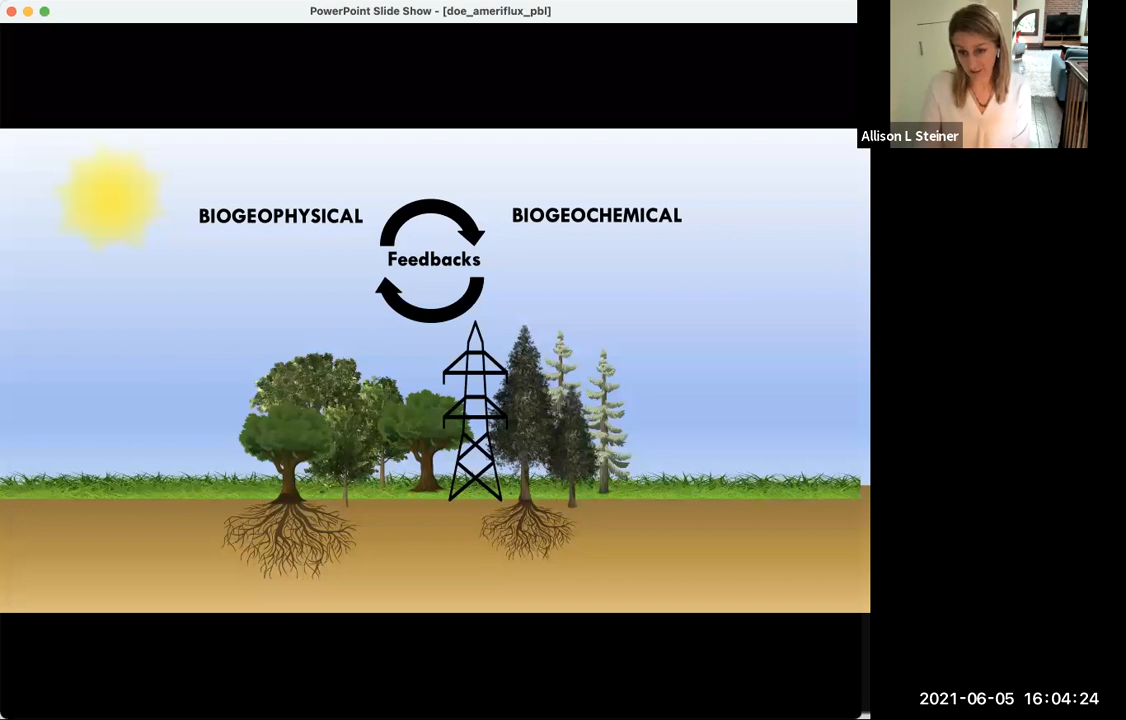 PowerPoint Slide Show - [doe_ameriflux_pbl]
Allison L Steiner
BIOGEOPHYSICAL
BIOGEOCHEMICAL
Feedbacks
2021-06-05 16:04:24